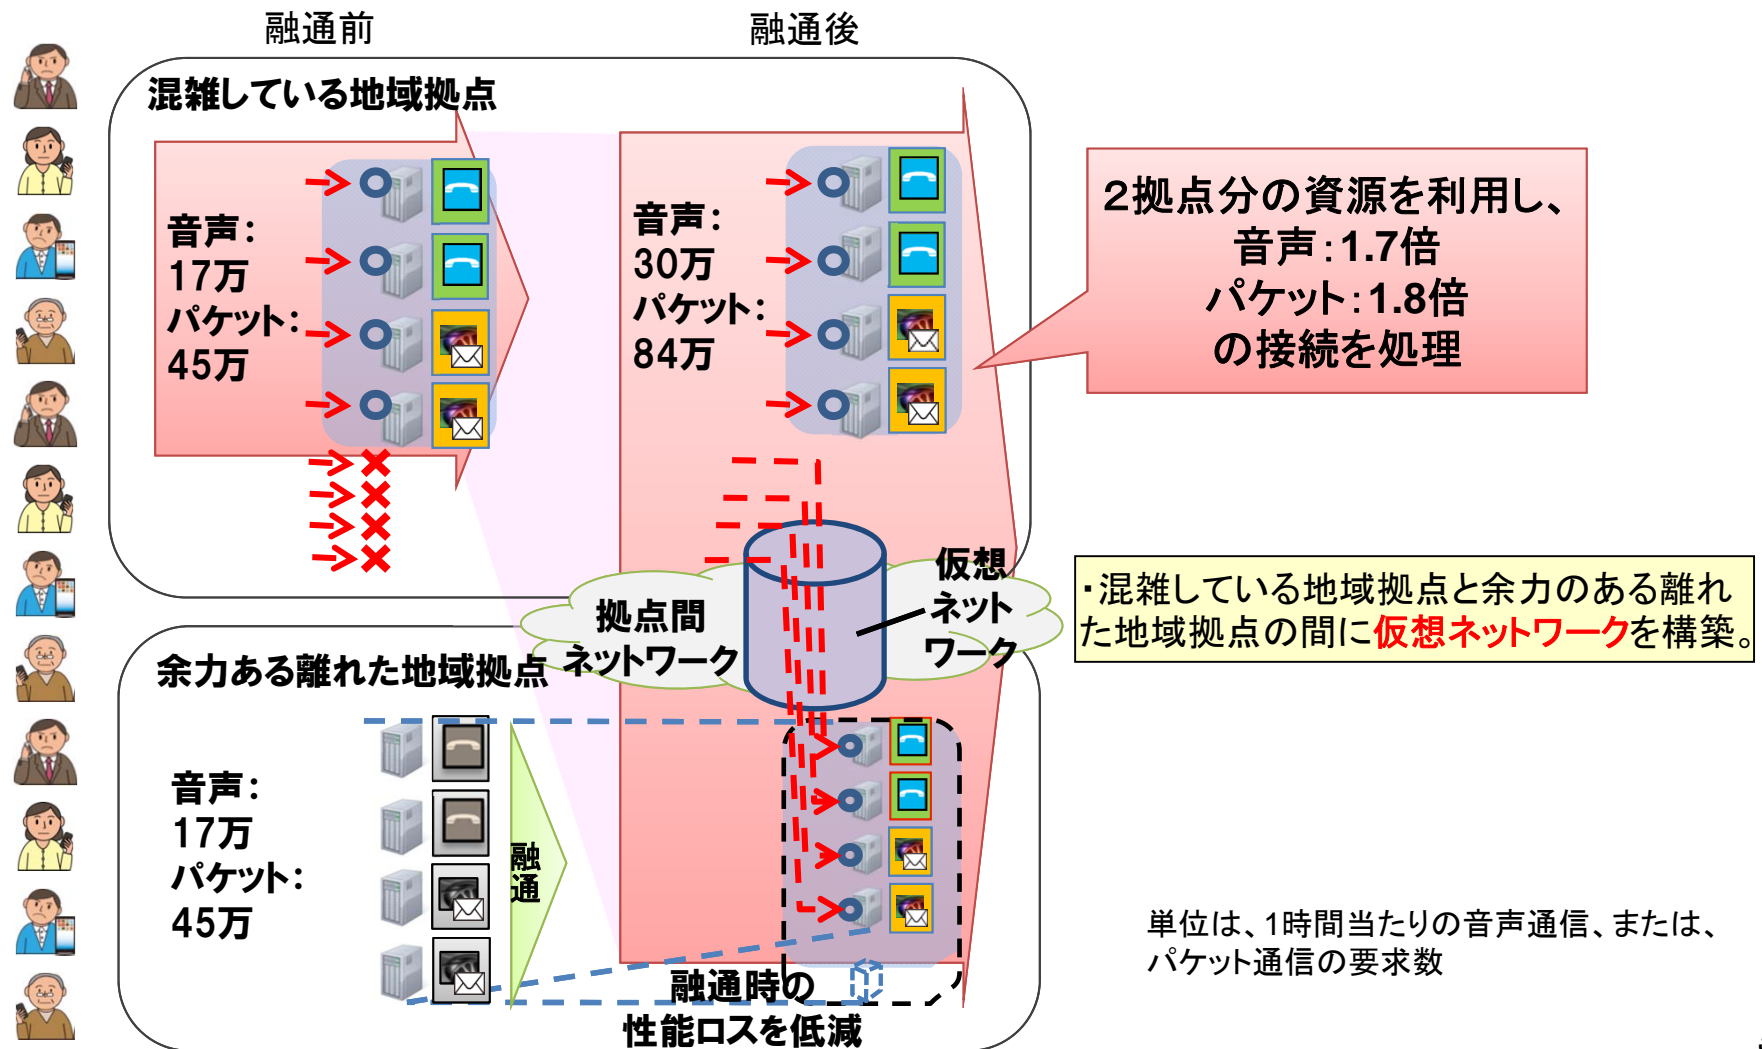 融通前
融通後
混雑している地域拠点
音声:
17万
パケット:
45万
音声:
30万
パケット:
84万
２拠点分の資源を利用し、
音声:1.7倍
パケット:1.8倍
の接続を処理
拠点間
ネットワーク
仮想
ネット
ワーク
・混雑している地域拠点と余力のある離れ
た地域拠点の間に仮想ネットワークを構築。
余力ある離れた地域拠点
音声:
17万
パケット:
45万
融通
融通時の
性能ロスを低減
単位は、1時間当たりの音声通信、または、
パケット通信の要求数